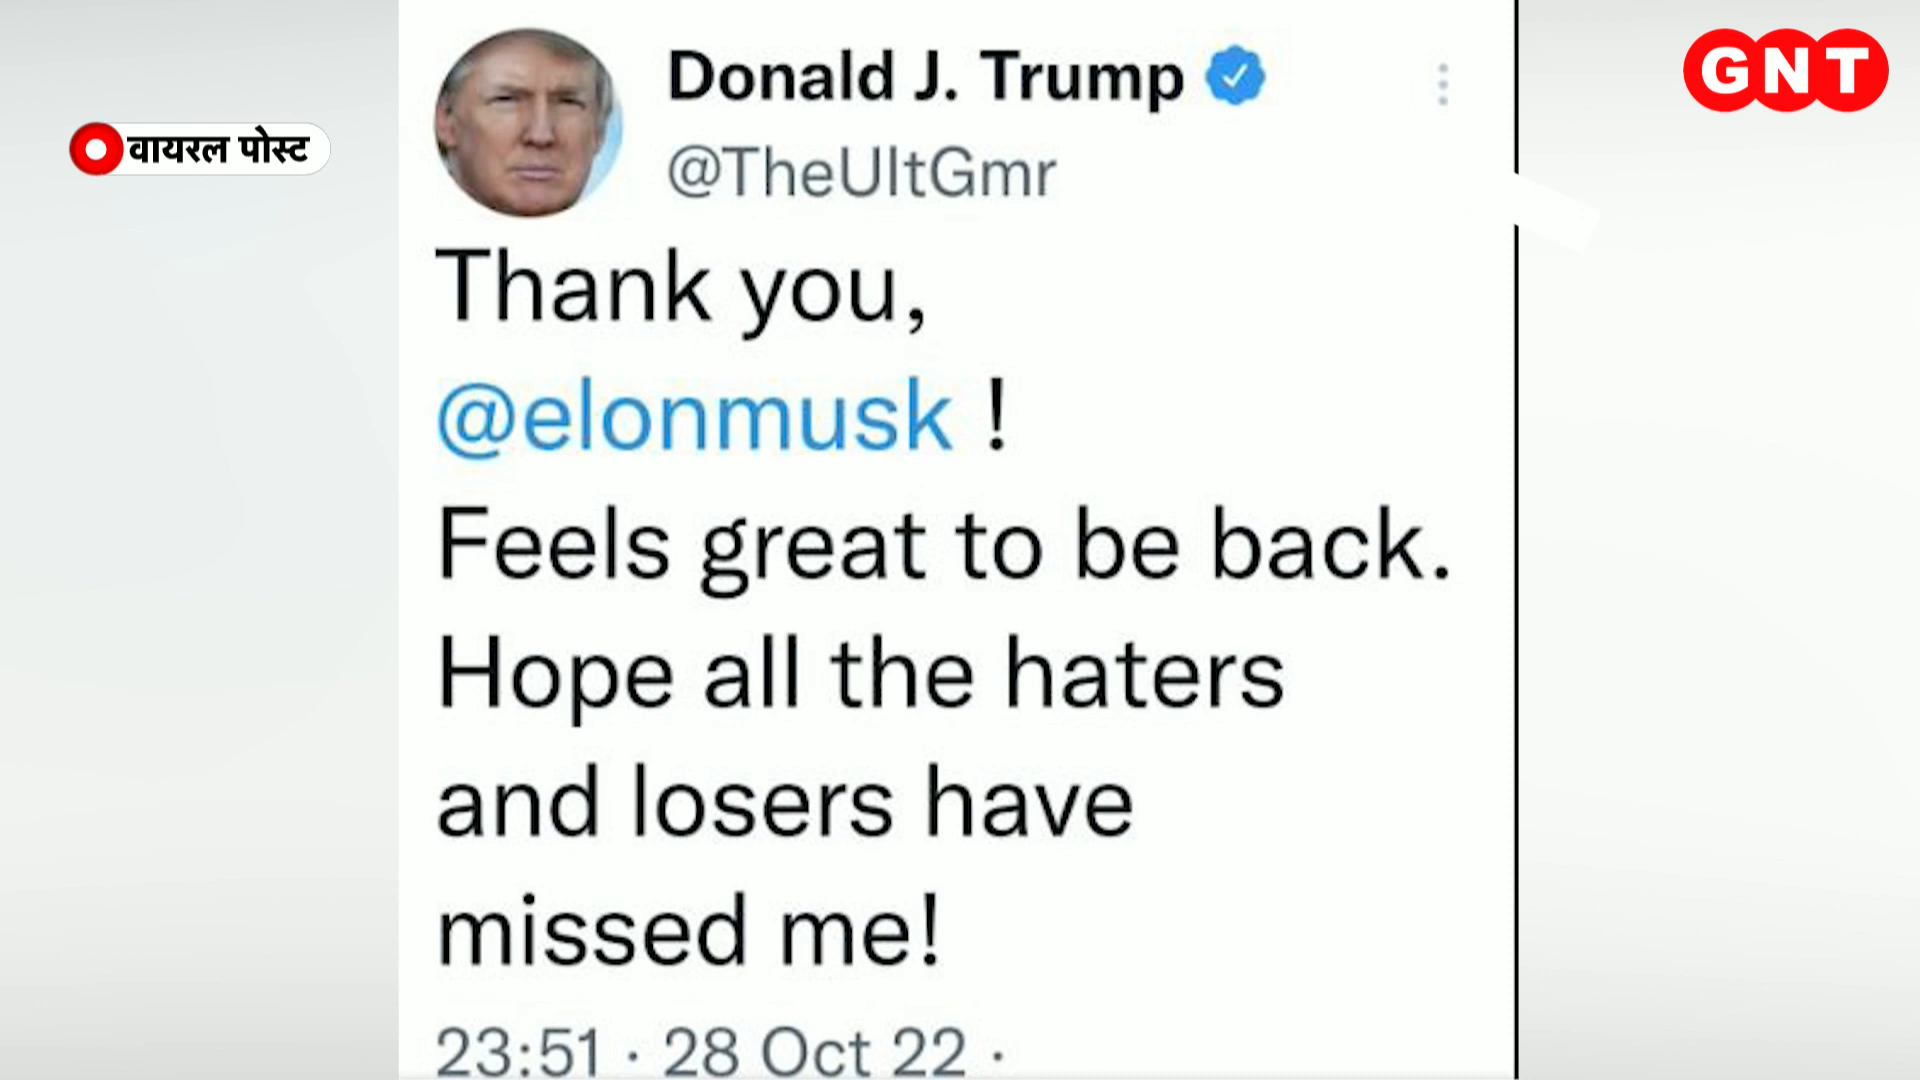 वायरल पोस्ट
GNT
Donald J. Trump
@TheUltGmr
Thank you,
@elonmusk !
Feels great to be back.
Hope all the haters
and losers have
missed me!
23:51 · 28 Oct 22 ·